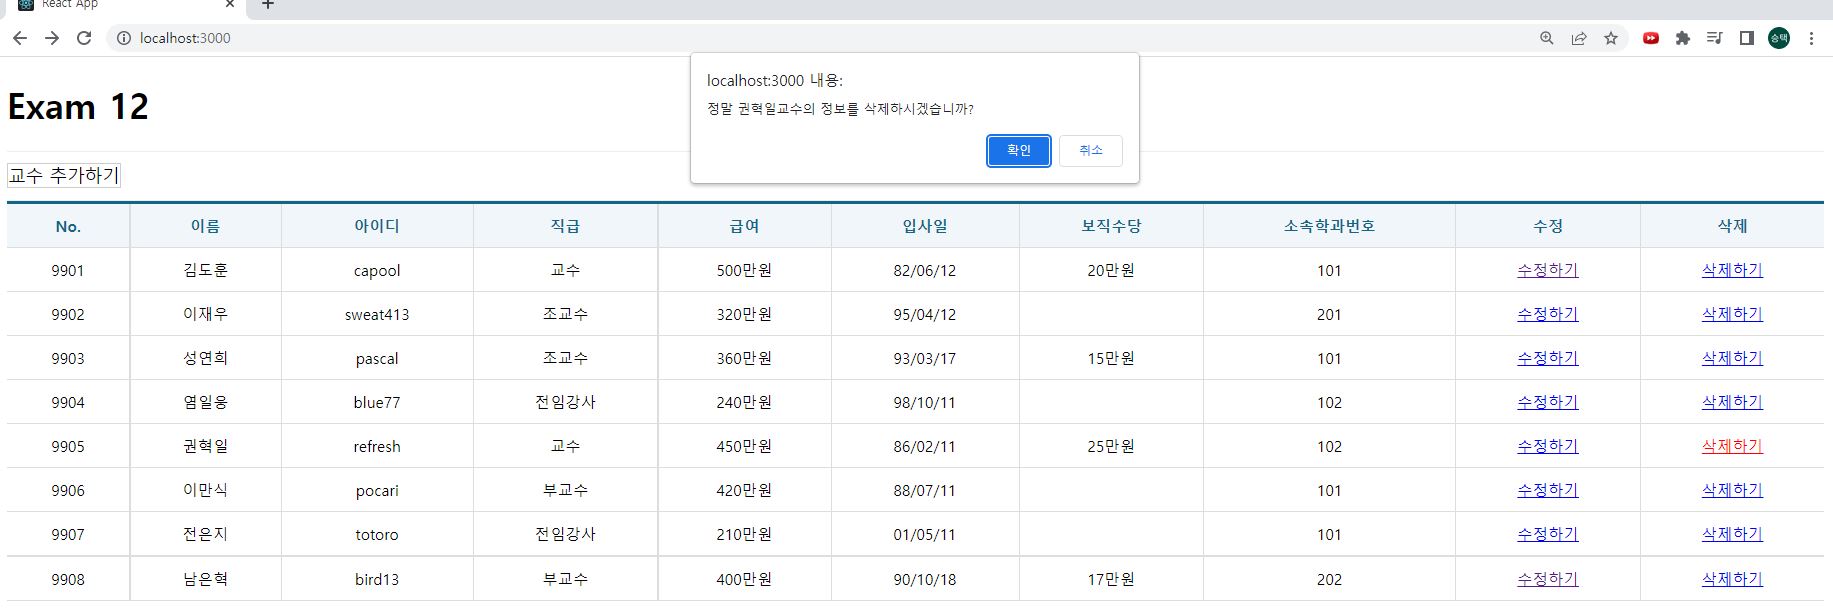 React App
localhost:3000
승택
localhost:3000 내용:
정말 권혁일교수의 정보를 삭제하시겠습니까?
확인 취소
Exam 12
교수 추가하기
No. 이름 아이디 직급 급여 입사일 보직수당 소속학과번호 수정 삭제
9901 김도훈 capool 교수 500만원 82/06/12 20만원 101 수정하기 삭제하기
9902 이재우 sweat413 조교수 320만원 95/04/12 201 수정하기 삭제하기
9903 성연희 pascal 조교수 360만원 93/03/17 15만원 101 수정하기 삭제하기
9904 염일웅 blue77 전임강사 240만원 98/10/11 102 수정하기 삭제하기
9905 권혁일 refresh 교수 450만원 86/02/11 25만원 102 수정하기 삭제하기
9906 이만식 pocari 부교수 420만원 88/07/11 101 수정하기 삭제하기
9907 전은지 totoro 전임강사 210만원 01/05/11 101 수정하기 삭제하기
9908 남은혁 bird13 부교수 400만원 90/10/18 17만원 202 수정하기 삭제하기